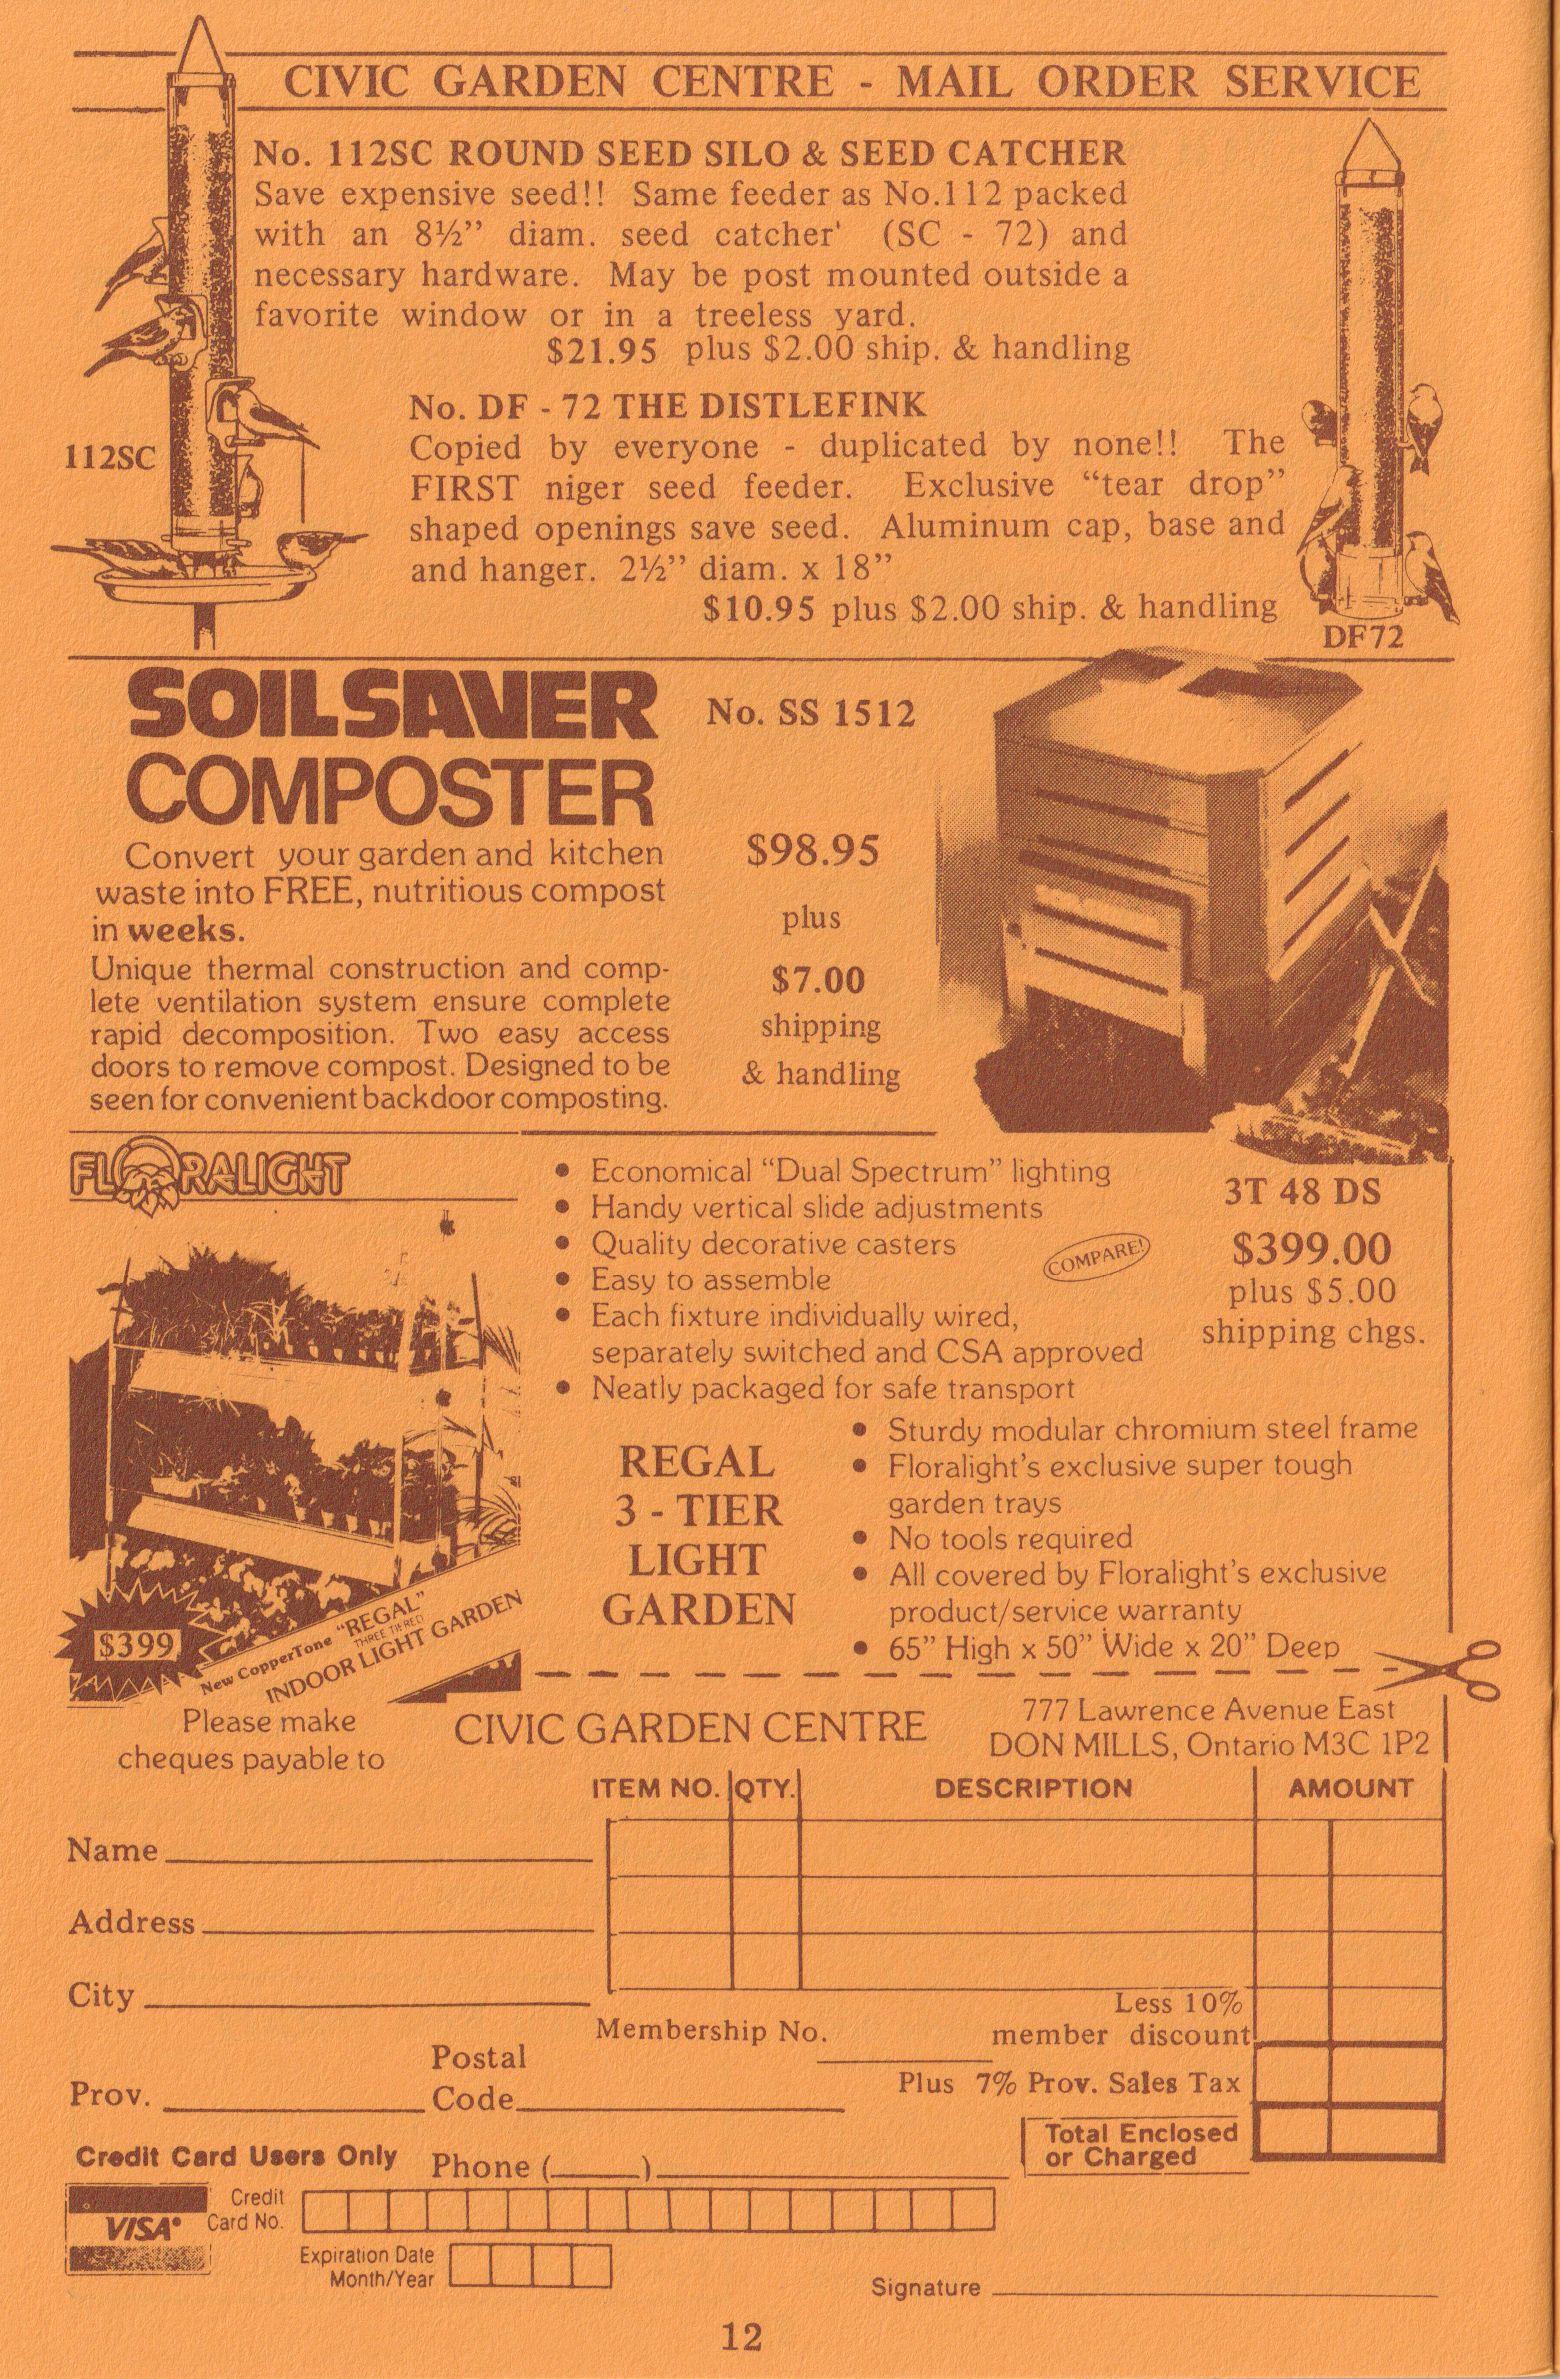 CIVIC GARDEN CENTRE - MAIL ORDER SERVICE
No. 112SC ROUND SEED SILO & SEED CATCHER
Save expensive seed!! Same feeder as No.112 packed
with an 8½” diam. seed catcher' (SC - 72) and
necessary hardware. May be post mounted outside a
favorite window or in a treeless yard.
$21.95 plus $2.00 ship. & handling
112SC
No. DF - 72 THE DISTLEFINK
Copied by everyone - duplicated by none!! The
FIRST niger seed feeder. Exclusive “tear drop”
shaped openings save seed. Aluminum cap, base and
and hanger. 2½” diam. x 18”
$10.95 plus $2.00 ship. & handling
DF72
SOILSAVER
COMPOSTER
No. SS 1512
Convert your garden and kitchen
waste into FREE, nutritious compost
in weeks.
Unique thermal construction and comp-
lete ventilation system ensure complete
rapid decomposition. Two easy access
doors to remove compost. Designed to be
seen for convenient backdoor composting.
$98.95
plus
$7.00
shipping
& handling
FLORALIGHT
• Economical “Dual Spectrum” lighting
• Handy vertical slide adjustments
• Quality decorative casters
• Easy to assemble
• Each fixture individually wired,
separately switched and CSA approved
• Neatly packaged for safe transport
COMPARE!
3T 48 DS
$399.00
plus $5.00
shipping chgs.
REGAL
3 - TIER
LIGHT
GARDEN
• Sturdy modular chromium steel frame
• Floralight's exclusive super tough
garden trays
• No tools required
• All covered by Floralight's exclusive
product/service warranty
• 65” High x 50” Wide x 20” Deep
$399
New CopperTone “REGAL”
THREE TIERED
INDOOR LIGHT GARDEN
Please make
cheques payable to
CIVIC GARDEN CENTRE
777 Lawrence Avenue East
DON MILLS, Ontario M3C 1P2
ITEM NO. QTY. DESCRIPTION AMOUNT
Name
Address
City
Membership No.
Less 10%
member discount
Postal
Prov. Code
Plus 7% Prov. Sales Tax
Total Enclosed
or Charged
Credit Card Users Only
Phone ( )
VISA
Credit
Card No.
Expiration Date
Month/Year
Signature
12